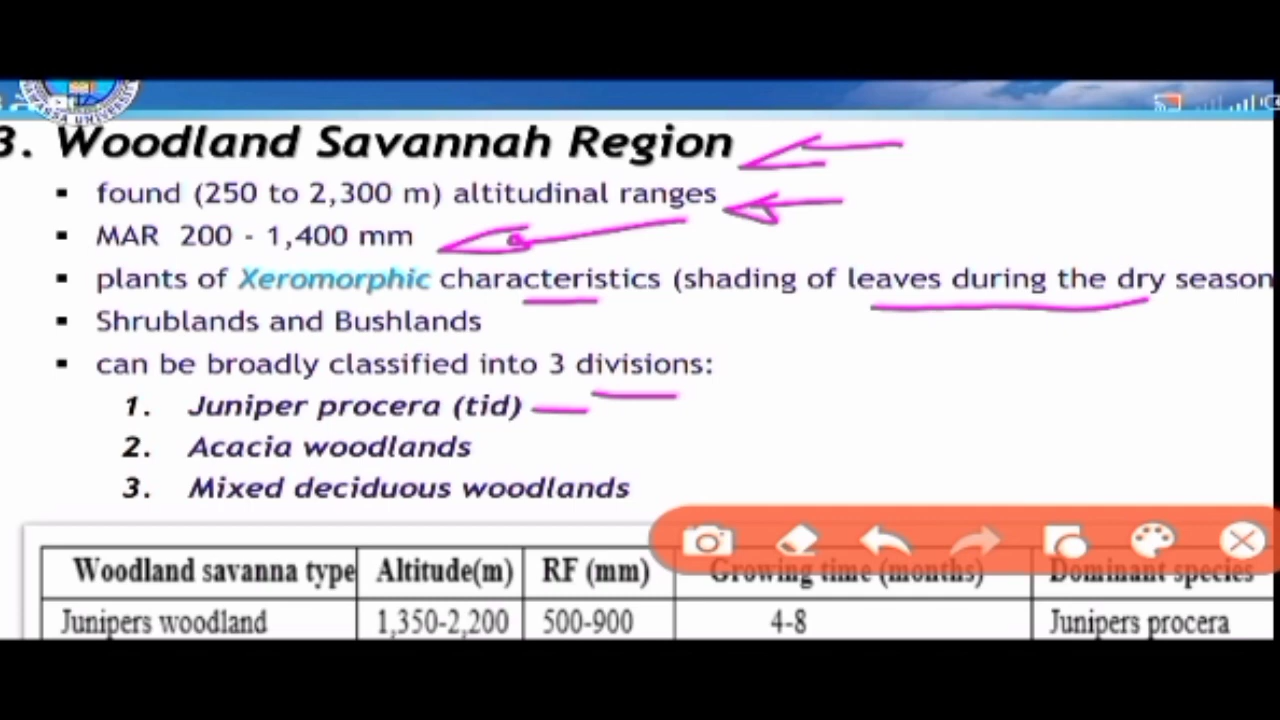 3. Woodland Savannah Region
▪ found (250 to 2,300 m) altitudinal ranges
▪ MAR 200 - 1,400 mm
▪ plants of Xeromorphic characteristics (shading of leaves during the dry season
▪ Shrublands and Bushlands
▪ can be broadly classified into 3 divisions:
1. Juniper procera (tid)
2. Acacia woodlands
3. Mixed deciduous woodlands
Woodland savanna type Altitude(m) RF (mm) Growing time (months) Dominant species
Junipers woodland 1,350-2,200 500-900 4-8 Junipers procera